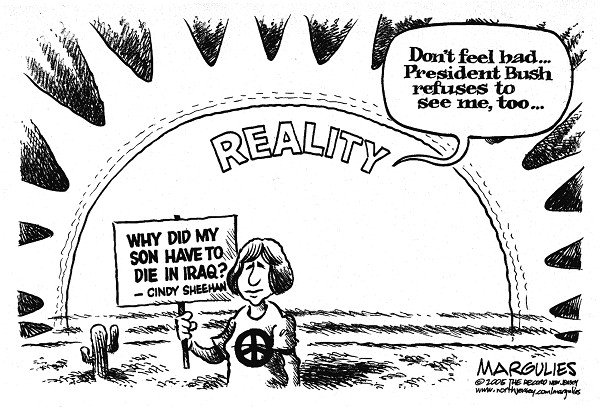 Don't feel bad...
President Bush
refuses to
see me, too...
REALITY
WHY DID MY
SON HAVE TO
DIE IN IRAQ?
— CINDY SHEEHAN
MARGULIES
© 2005 THE RECORD NEW JERSEY
www.northjersey.com/margulies